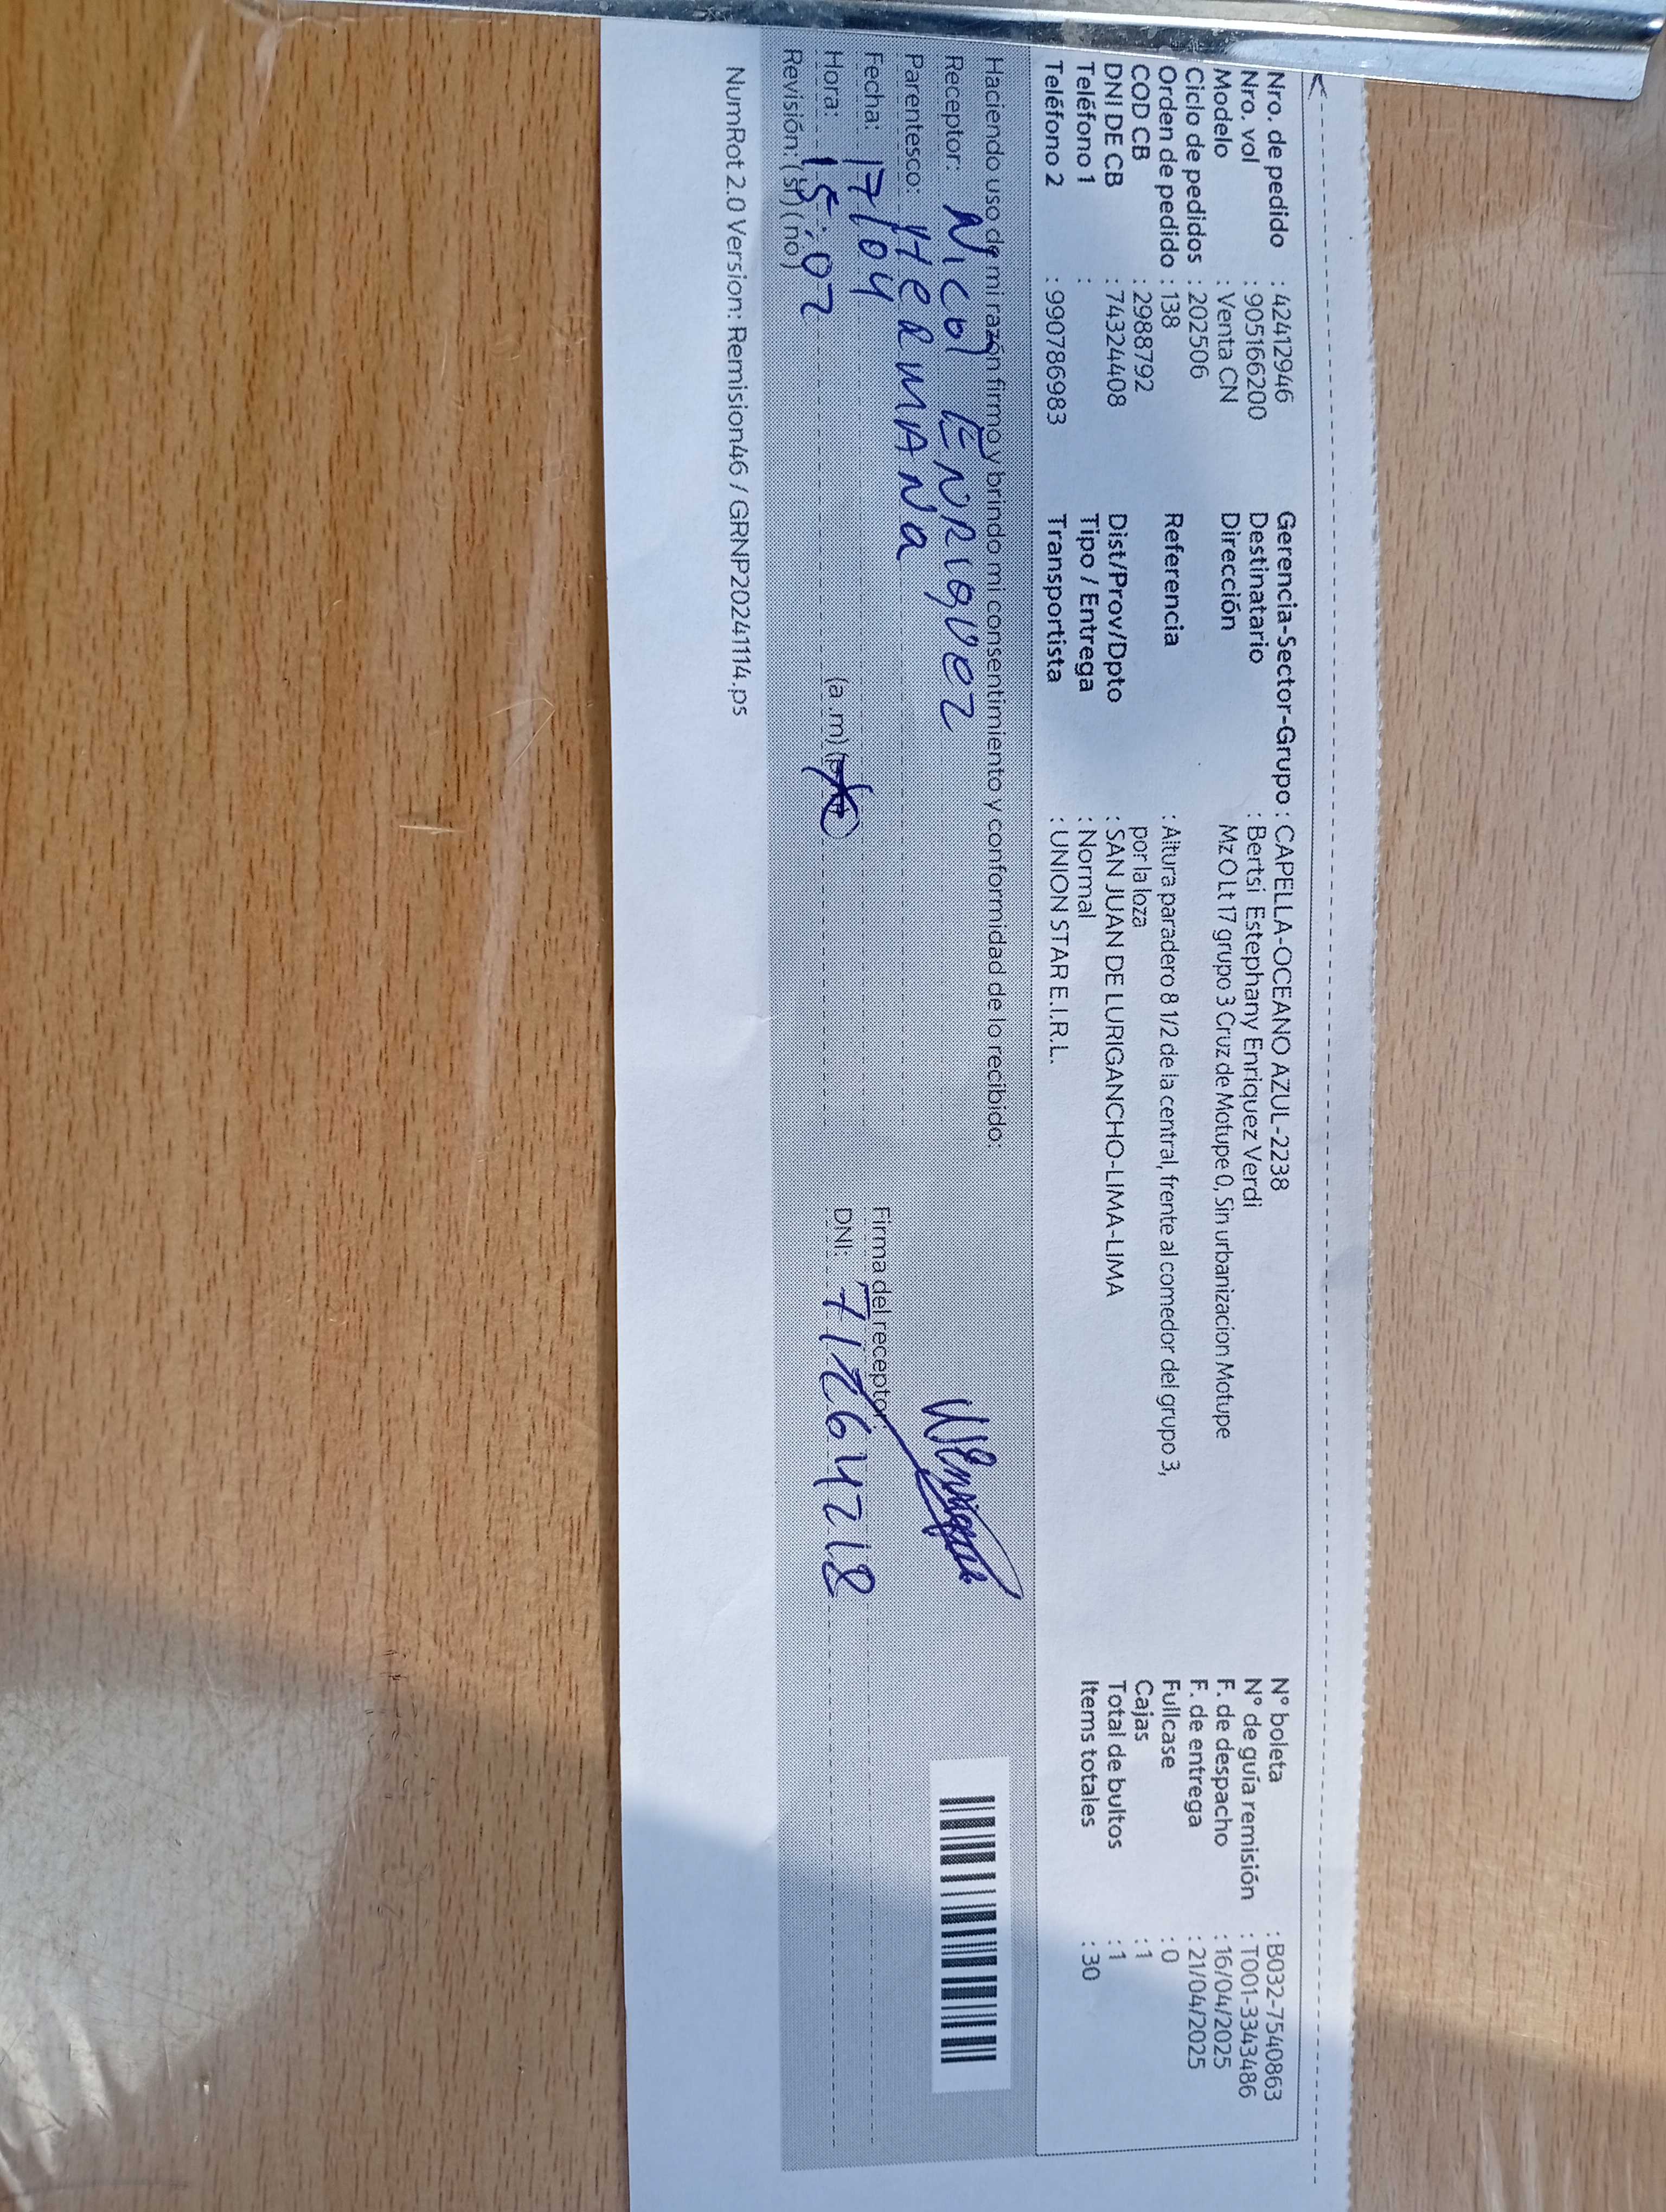 Nro. de pedido : 42412946
Nro. vol : 905166200
Modelo : Venta CN
Ciclo de pedidos : 202506
Orden de pedido : 138
COD CB : 2988792
DNI DE CB : 74324408
Teléfono 1 :
Teléfono 2 : 990786983
Gerencia-Sector-Grupo : CAPELLA-OCEANO AZUL-2238
Destinatario : Bertsi Estephany Enriquez Verdi
Dirección Mz O Lt 17 grupo 3 Cruz de Motupe 0, Sin urbanizacion Motupe
Referencia : Altura paradero 8 1/2 de la central, frente al comedor del grupo 3,
por la loza
Dist/Prov/Dpto : SAN JUAN DE LURIGANCHO-LIMA-LIMA
Tipo / Entrega : Normal
Transportista : UNION STAR E.I.R.L.
N° boleta : B032-7540863
N° de guía remisión : T001-3343486
F. de despacho : 16/04/2025
F. de entrega : 21/04/2025
Fullcase : 0
Cajas : 1
Total de bultos : 1
Items totales : 30
Haciendo uso de mi razón firmo y brindo mi consentimiento y conformidad de lo recibido:
Receptor: Nicol ENRIQUEZ
Parentesco: HERMANA
Fecha: 17/04
Hora: 15:02 (a.m)
Revisión: (si) (no)
Firma del receptor:
DNI: 71264218
NumRot 2.0 Version: Remision46 / GRNP20241114.ps